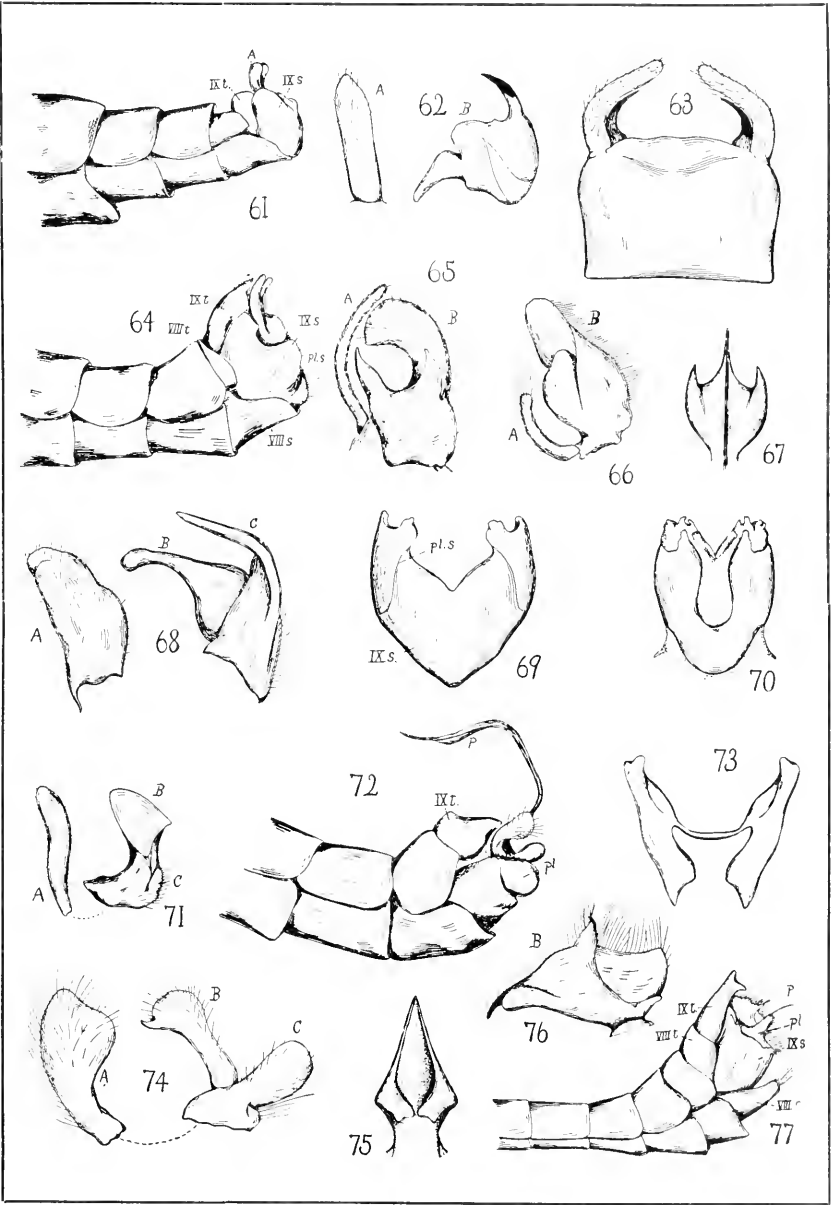 A
IX t.
IX s
61
A
62
B
63
64
IX t
VIII t
IX s
pl.s
VIII s
65
A
B
B
A
66
67
C
B
A
68
pl.s
IX s.
69
70
P
72
IX t.
pl
73
B
A
C
71
B
76
B
C
A
74
75
IX t.
VIII t.
P
pl
IX s
VIII
77